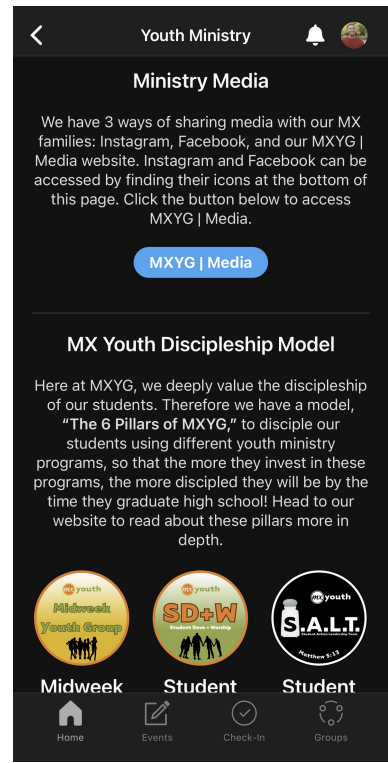 Youth Ministry
Ministry Media
We have 3 ways of sharing media with our MX
families: Instagram, Facebook, and our MXYG |
Media website. Instagram and Facebook can be
accessed by finding their icons at the bottom of
this page. Click the button below to access
MXYG | Media.
MXYG | Media
MX Youth Discipleship Model
Here at MXYG, we deeply value the discipleship
of our students. Therefore we have a model,
“The 6 Pillars of MXYG,” to disciple our
students using different youth ministry
programs, so that the more they invest in these
programs, the more discipled they will be by the
time they graduate high school! Head to our
website to read about these pillars more in
depth.
mx youth
Midweek
Youth Group
mx youth
SD+W
Student Devo + Worship
mx youth
S.A.L.T.
Student Action Leadership Team
Matthew 5:13
Midweek
Student
Student
Home
Events
Check-In
Groups